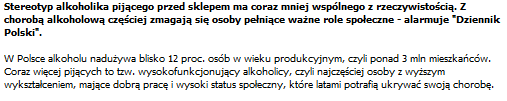 Stereotyp alkoholika pijącego przed sklepem ma coraz mniej wspólnego z rzeczywistością. Z
chorobą alkoholową częściej zmagają się osoby pełniące ważne role społeczne - alarmuje "Dziennik
Polski".
W Polsce alkoholu nadużywa blisko 12 proc. osób w wieku produkcyjnym, czyli ponad 3 mln mieszkańców.
Coraz więcej pijących to tzw. wysokofunkcjonujący alkoholicy, czyli najczęściej osoby z wyższym
wykształceniem, mające dobrą pracę i wysoki status społeczny, które latami potrafią ukrywać swoją chorobę.